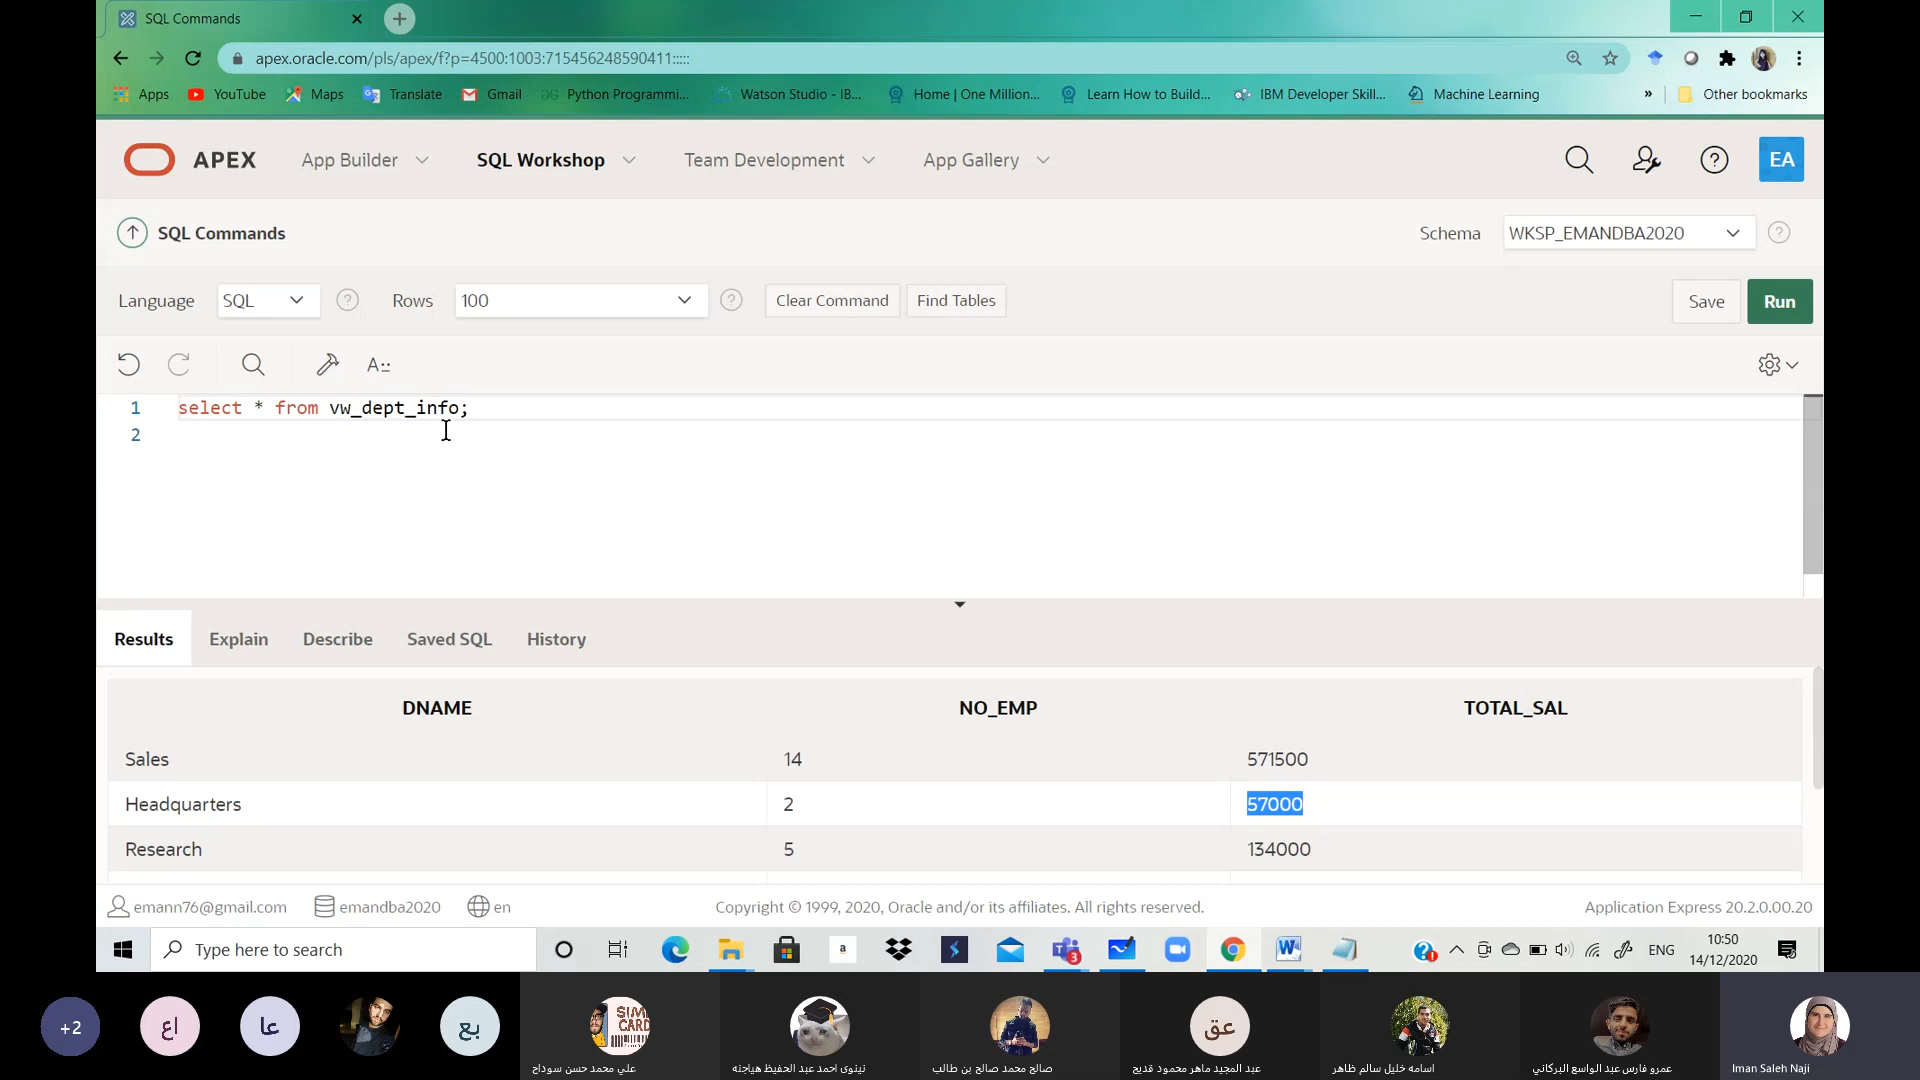 SQL Commands
apex.oracle.com/pls/apex/f?p=4500:1003:715456248590411:::::
Apps YouTube Maps Translate Gmail Python Programmi... Watson Studio - IB... Home | One Million... Learn How to Build... IBM Developer Skill... Machine Learning » Other bookmarks
APEX App Builder SQL Workshop Team Development App Gallery EA
SQL Commands Schema WKSP_EMANDBA2020
Language SQL Rows 100 Clear Command Find Tables Save Run
1 select * from vw_dept_info;
2
Results Explain Describe Saved SQL History
DNAME NO_EMP TOTAL_SAL
Sales 14 571500
Headquarters 2 57000
Research 5 134000
emann76@gmail.com emandba2020 en Copyright © 1999, 2020, Oracle and/or its affiliates. All rights reserved. Application Express 20.2.0.00.20
Type here to search a 3 ENG 10:50
14/12/2020
+2 اع عا بع SIM CARD عق
علي محمد حسن سوداح نينوى احمد عبد الحفيظ هياجنه صالح محمد صالح بن طالب عبد المجيد ماهر محمود قديح اسامه خليل سالم ظاهر عمرو فارس عبد الواسع البركاني Iman Saleh Naji